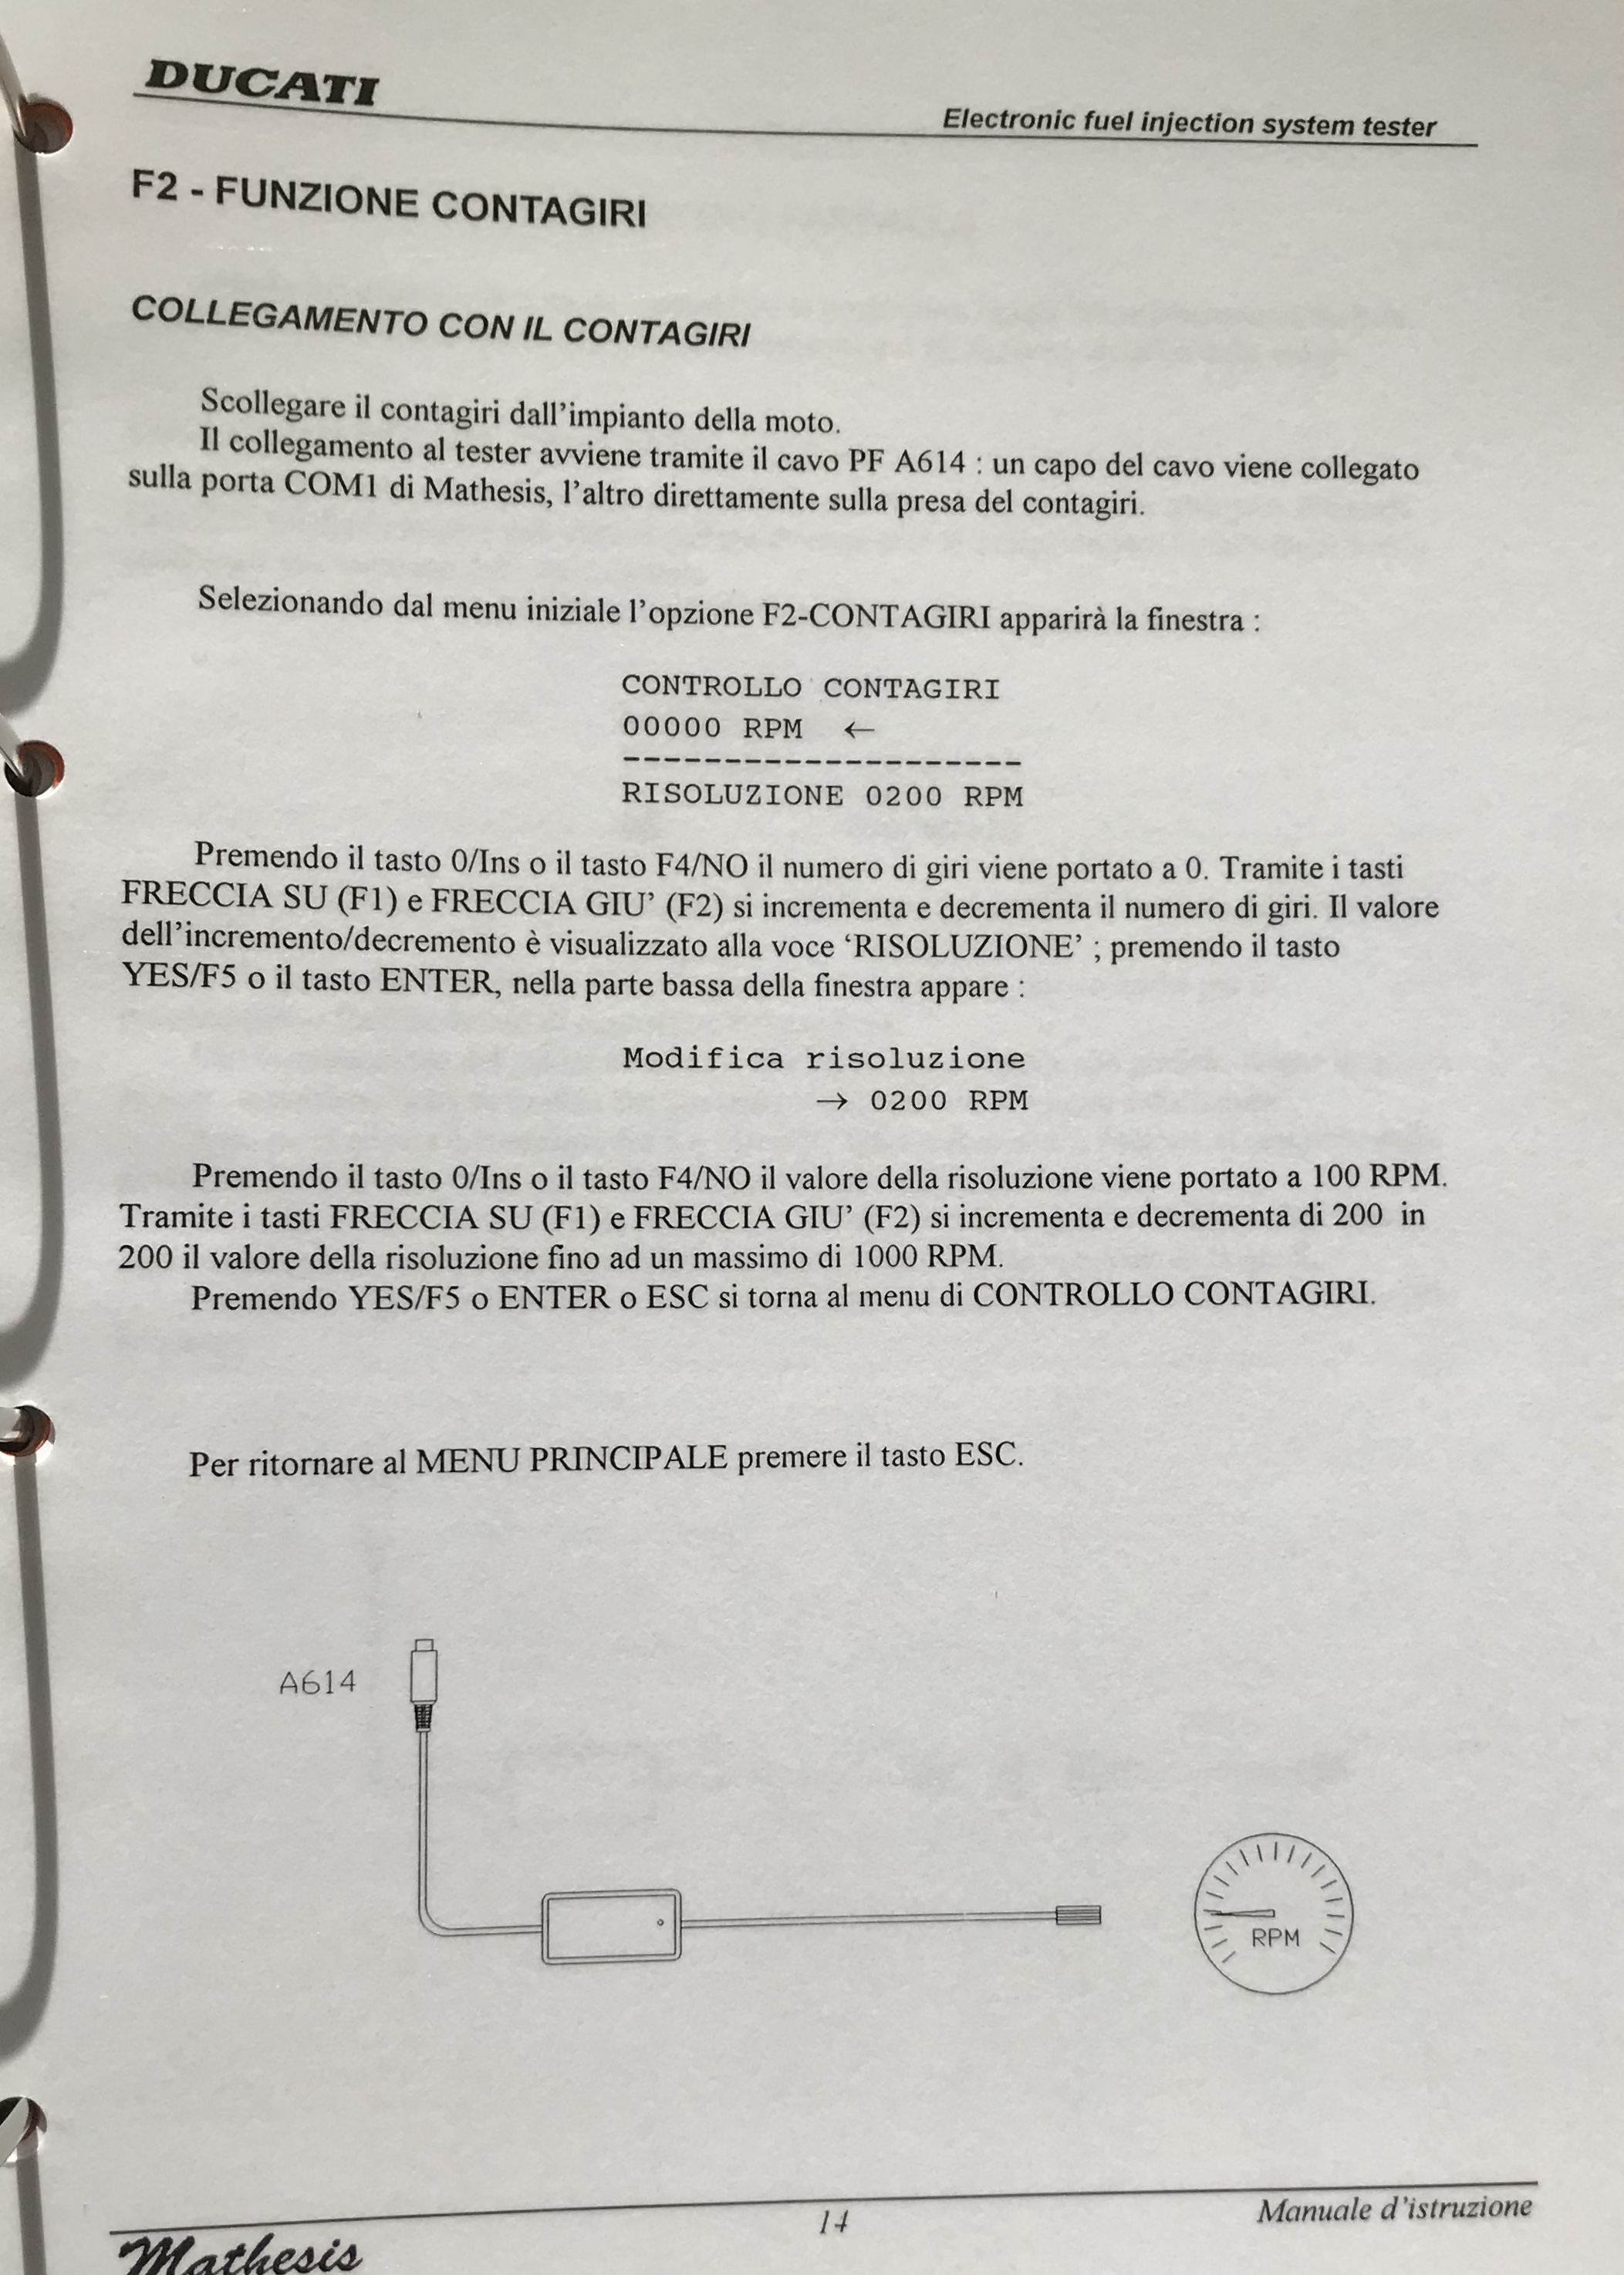 DUCATI
Electronic fuel injection system tester
F2 - FUNZIONE CONTAGIRI
COLLEGAMENTO CON IL CONTAGIRI
Scollegare il contagiri dall'impianto della moto.
Il collegamento al tester avviene tramite il cavo PF A614 : un capo del cavo viene collegato
sulla porta COM1 di Mathesis, l'altro direttamente sulla presa del contagiri.
Selezionando dal menu iniziale l'opzione F2-CONTAGIRI apparirà la finestra :
CONTROLLO CONTAGIRI
00000 RPM ←
--------------------
RISOLUZIONE 0200 RPM
Premendo il tasto 0/Ins o il tasto F4/NO il numero di giri viene portato a 0. Tramite i tasti
FRECCIA SU (F1) e FRECCIA GIU' (F2) si incrementa e decrementa il numero di giri. Il valore
dell'incremento/decremento è visualizzato alla voce 'RISOLUZIONE' ; premendo il tasto
YES/F5 o il tasto ENTER, nella parte bassa della finestra appare :
Modifica risoluzione
→ 0200 RPM
Premendo il tasto 0/Ins o il tasto F4/NO il valore della risoluzione viene portato a 100 RPM.
Tramite i tasti FRECCIA SU (F1) e FRECCIA GIU' (F2) si incrementa e decrementa di 200 in
200 il valore della risoluzione fino ad un massimo di 1000 RPM.
Premendo YES/F5 o ENTER o ESC si torna al menu di CONTROLLO CONTAGIRI.
Per ritornare al MENU PRINCIPALE premere il tasto ESC.
A614
RPM
14
Manuale d'istruzione
Mathesis